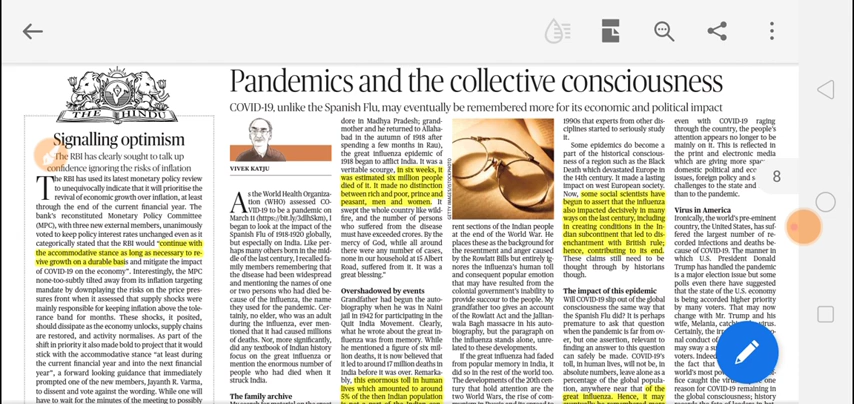 Pandemics and the collective consciousness
COVID-19, unlike the Spanish Flu, may eventually be remembered more for its economic and political impact
THE HINDU
Signalling optimism
The RBI has clearly sought to talk up
confidence ignoring the risks of inflation
The RBI has used its latest monetary policy review
to unequivocally indicate that it will prioritise the
revival of economic growth over inflation, at least
through the end of the current financial year. The
bank's reconstituted Monetary Policy Committee
(MPC), with three new external members, unanimously
voted to keep policy interest rates unchanged even as it
categorically stated that the RBI would "continue with
the accommodative stance as long as necessary to re-
vive growth on a durable basis and mitigate the impact
of COVID-19 on the economy". Interestingly, the MPC
none-too-subtly tilted away from its inflation targeting
mandate by downplaying the risks on the price pres-
sures front when it assessed that supply shocks were
mainly responsible for keeping inflation above the tole-
rance band for months. These shocks, it posited,
should dissipate as the economy unlocks, supply chains
are restored, and activity normalises. As part of the
shift in priority it also made bold to project that it would
stick with the accommodative stance "at least during
the current financial year and into the next financial
year", a forward looking guidance that immediately
prompted one of the new members, Jayanth R. Varma,
to dissent and vote against the wording. While one will
have to wait for the minutes of the meeting to possibly
VIVEK KATJU
As the World Health Organiza-
tion (WHO) assessed CO-
VID-19 to be a pandemic on
March 11 (https://bit.ly/3dIhSkm), I
began to look at the impact of the
Spanish Flu of 1918-1920 globally,
but especially on India. Like per-
haps many others born in the mid-
dle of the last century, I recalled fa-
mily members remembering that
the disease had been widespread
and mentioning the names of one
or two persons who had died be-
cause of the influenza, the name
they used for the pandemic. Cer-
tainly, no elder, who was an adult
during the influenza, ever men-
tioned that it had caused millions
of deaths. Nor, more significantly,
did any textbook of Indian history
focus on the great influenza or
mention the enormous number of
people who had died when it
struck India.
The family archive
dore in Madhya Pradesh; grand-
mother and he returned to Allaha-
bad in the autumn of 1918 after
spending a few months in Rau),
the great influenza epidemic of
1918 began to afflict India. It was a
veritable scourge, in six weeks, it
was estimated six million people
died of it. It made no distinction
between rich and poor, prince and
peasant, men and women. It
swept the whole country like wild-
fire, and the number of persons
who suffered from the disease
must have exceeded crores. By the
mercy of God, while all around
there were any number of cases,
none in our household at 15 Albert
Road, suffered from it. It was a
great blessing."
Overshadowed by events
Grandfather had begun the auto-
biography when he was in Naini
jail in 1942 for participating in the
Quit India Movement. Clearly,
what he wrote about the great in-
fluenza was from memory. While
he mentioned a figure of six mil-
lion deaths, it is now believed that
it led to around 17 million deaths in
India before it was over. Remarka-
bly, this enormous toll in human
lives which amounted to around
5% of the then Indian population
GETTY IMAGES/ISTOCKPHOTO
rent sections of the Indian people
at the end of the World War. He
places these as the background for
the resentment and anger caused
by the Rowlatt Bills but entirely ig-
nores the influenza's human toll
and consequent popular emotion
that may have resulted from the
colonial government's inability to
provide succour to the people. My
grandfather too gives an account
of the Rowlatt Act and the Jallian-
wala Bagh massacre in his auto-
biography, but the paragraph on
the influenza stands alone, unre-
lated to these developments.
If the great influenza had faded
from popular memory in India, it
did so in the rest of the world too.
The developments of the 20th cen-
tury that hold attention are the
two World Wars, the rise of com-
1990s that experts from other dis-
ciplines started to seriously study
it.
Some epidemics do become a
part of the historical conscious-
ness of a region such as the Black
Death which devastated Europe in
the 14th century. It made a lasting
impact on west European society.
Now, some social scientists have
begun to assert that the influenza
also impacted decisively in many
ways on the last century, including
in creating conditions in the In-
dian subcontinent that led to dis-
enchantment with British rule;
hence, contributing to its end.
These claims still need to be
thought through by historians
though.
The impact of this epidemic
Will COVID-19 slip out of the global
consciousness the same way that
the Spanish Flu did? It is perhaps
premature to ask that question
when the pandemic is far from ov-
er, but one assertion, relevant to
finding an answer to this question
can safely be made. COVID-19's
toll, in human lives, will not be, in
absolute terms, leave alone as a
percentage of the global popula-
tion, anywhere near that of the
great influenza. Hence, it may
even with COVID-19 raging
through the country, the people's
attention appears no longer to be
mainly on it. This is reflected in
the print and electronic media
which are giving more space
domestic political and eco
issues, foreign policy and s
challenges to the state and
than to the pandemic.
Virus in America
Ironically, the world's pre-eminent
country, the United States, has suf-
fered the largest number of re
corded infections and deaths be-
cause of COVID-19. The manner in
which U.S. President Donald
Trump has handled the pandemic
is a major election issue but some
polls even there have suggested
that the state of the U.S. economy
is being accorded higher priority
by many voters. That may now
change with Mr. Trump and his
wife, Melania,
8